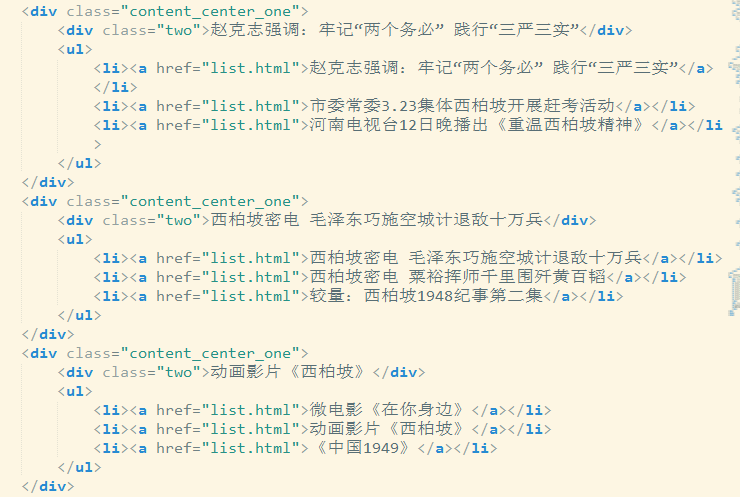 <div class="content_center_one">
<div class="two">赵克志强调：牢记“两个务必” 践行“三严三实”</div>
<ul>
<li><a href="list.html">赵克志强调：牢记“两个务必” 践行“三严三实”</a>
</li>
<li><a href="list.html">市委常委3.23集体西柏坡开展赶考活动</a></li>
<li><a href="list.html">河南电视台12日晚播出《重温西柏坡精神》</a></li
>
</ul>
</div>
<div class="content_center_one">
<div class="two">西柏坡密电 毛泽东巧施空城计退敌十万兵</div>
<ul>
<li><a href="list.html">西柏坡密电 毛泽东巧施空城计退敌十万兵</a></li>
<li><a href="list.html">西柏坡密电 粟裕挥师千里围歼黄百韬</a></li>
<li><a href="list.html">较量：西柏坡1948纪事第二集</a></li>
</ul>
</div>
<div class="content_center_one">
<div class="two">动画影片《西柏坡》</div>
<ul>
<li><a href="list.html">微电影《在你身边》</a></li>
<li><a href="list.html">动画影片《西柏坡》</a></li>
<li><a href="list.html">《中国1949》</a></li>
</ul>
</div>